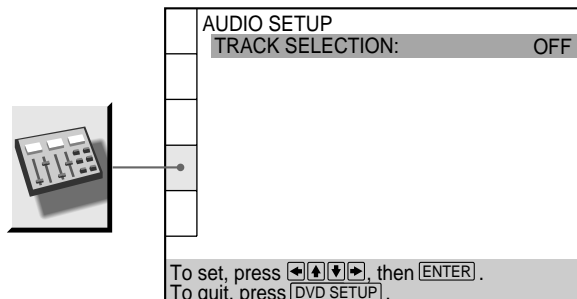 AUDIO SETUP
TRACK SELECTION: OFF
To set, press ←↑↓→, then ENTER.
To quit, press DVD SETUP.